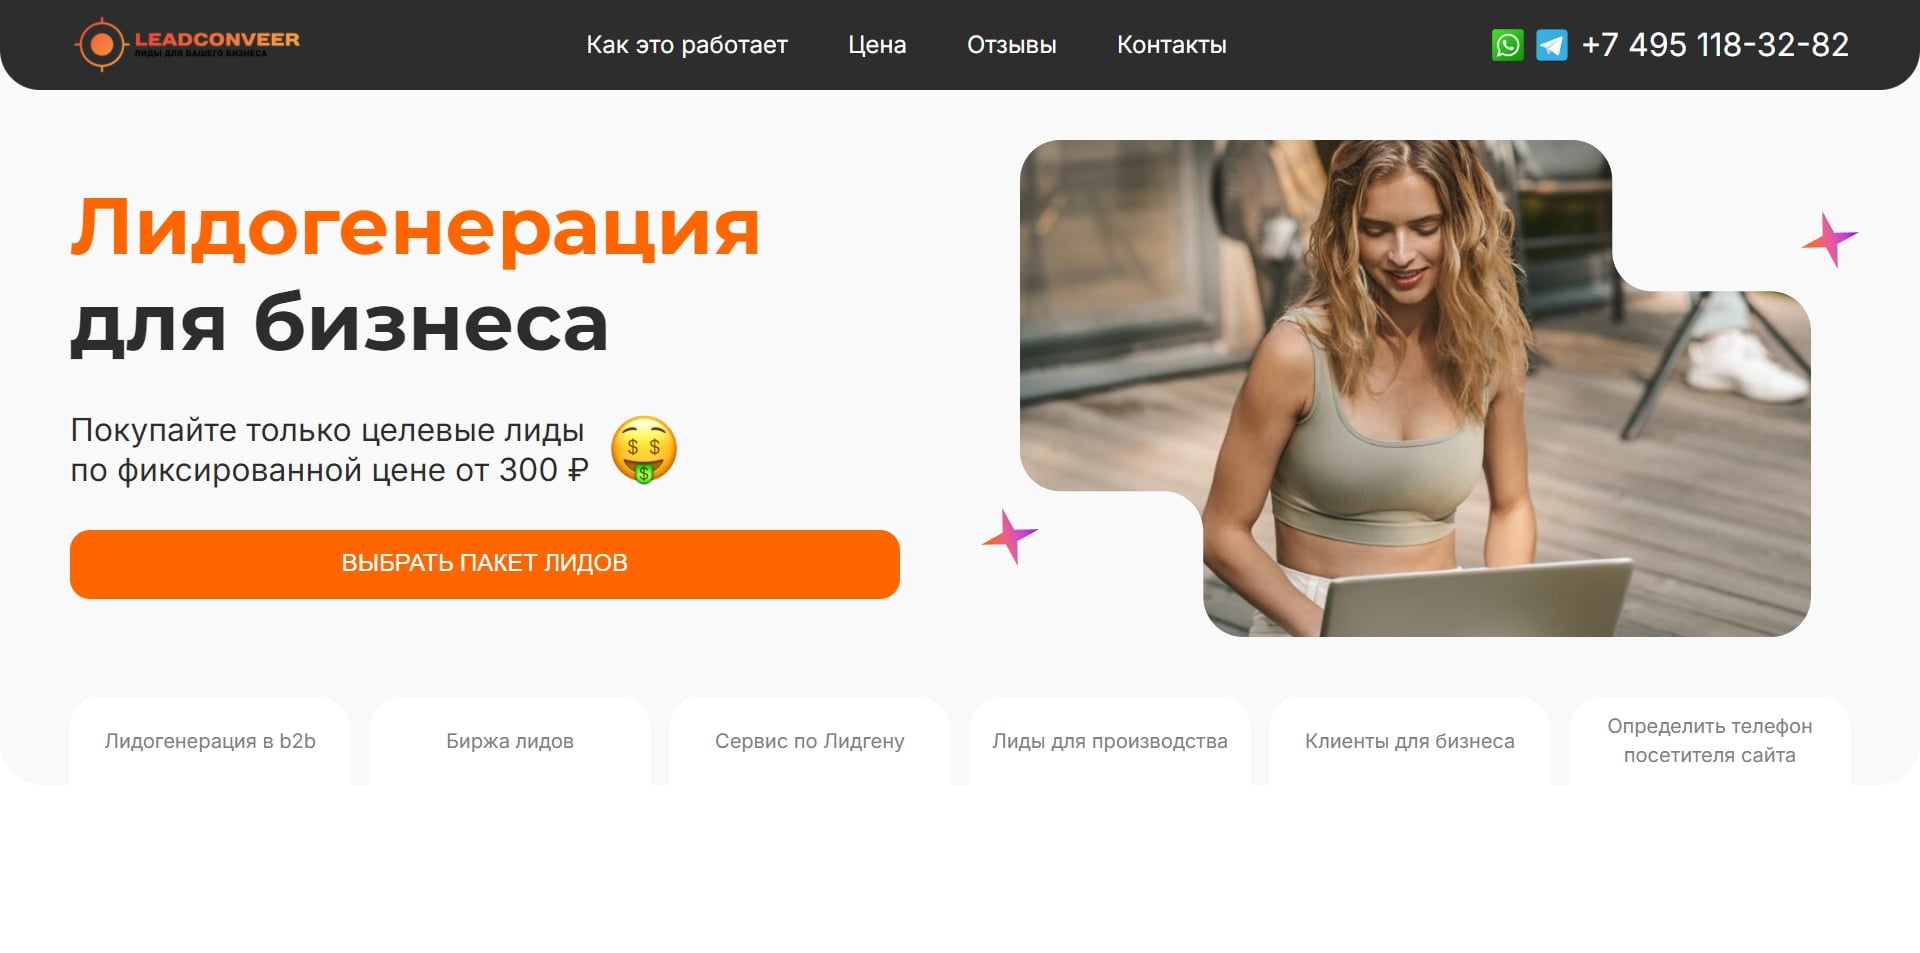 LEADCONVEER
ЛИДЫ ДЛЯ ВАШЕГО БИЗНЕСА
Как это работает
Цена
Отзывы
Контакты
+7 495 118-32-82
Лидогенерация
для бизнеса
Покупайте только целевые лиды
по фиксированной цене от 300 ₽
ВЫБРАТЬ ПАКЕТ ЛИДОВ
Лидогенерация в b2b
Биржа лидов
Сервис по Лидгену
Лиды для производства
Клиенты для бизнеса
Определить телефон
посетителя сайта